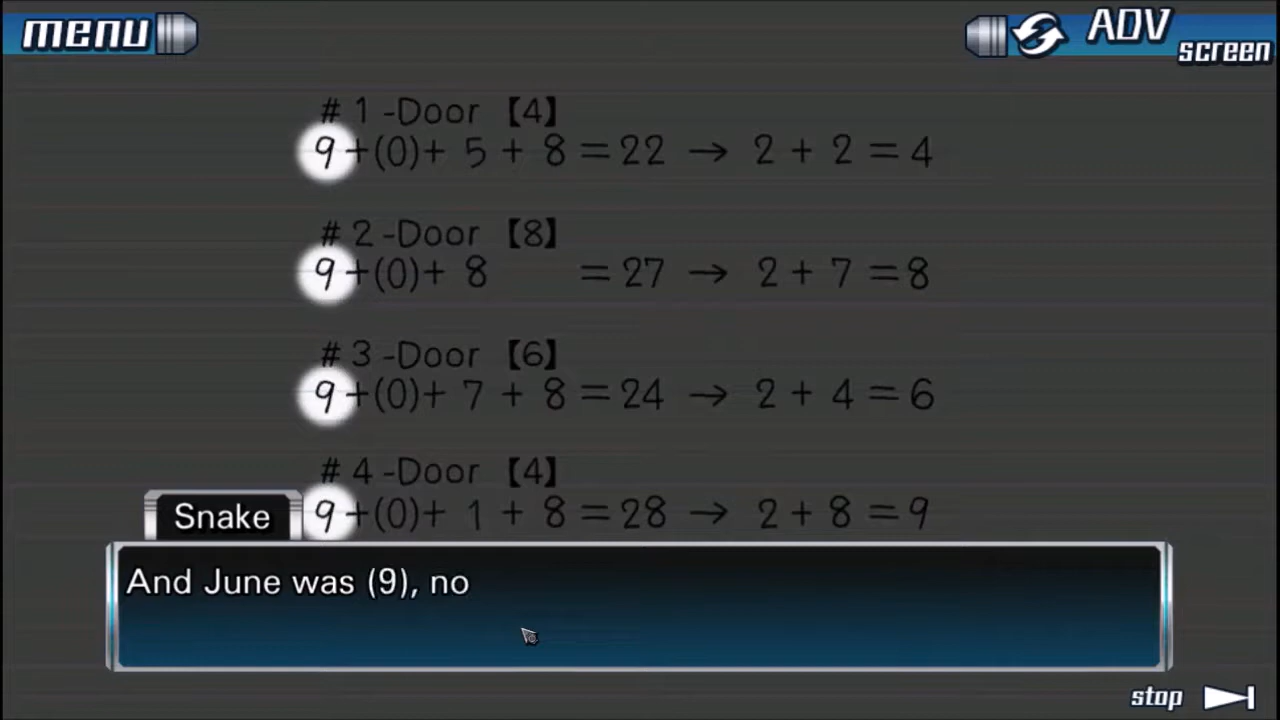 menu
ADV
screen
# 1 -Door 【4】
9+(0)+ 5 + 8 =22 → 2 + 2 =4
# 2 -Door 【8】
9+(0)+ 8 =27 → 2 + 7 =8
# 3 -Door 【6】
9+(0)+ 7 + 8 =24 → 2 + 4 =6
# 4 -Door 【4】
9+(0)+ 1 + 8 =28 → 2 + 8 =9
Snake
And June was (9), no
stop